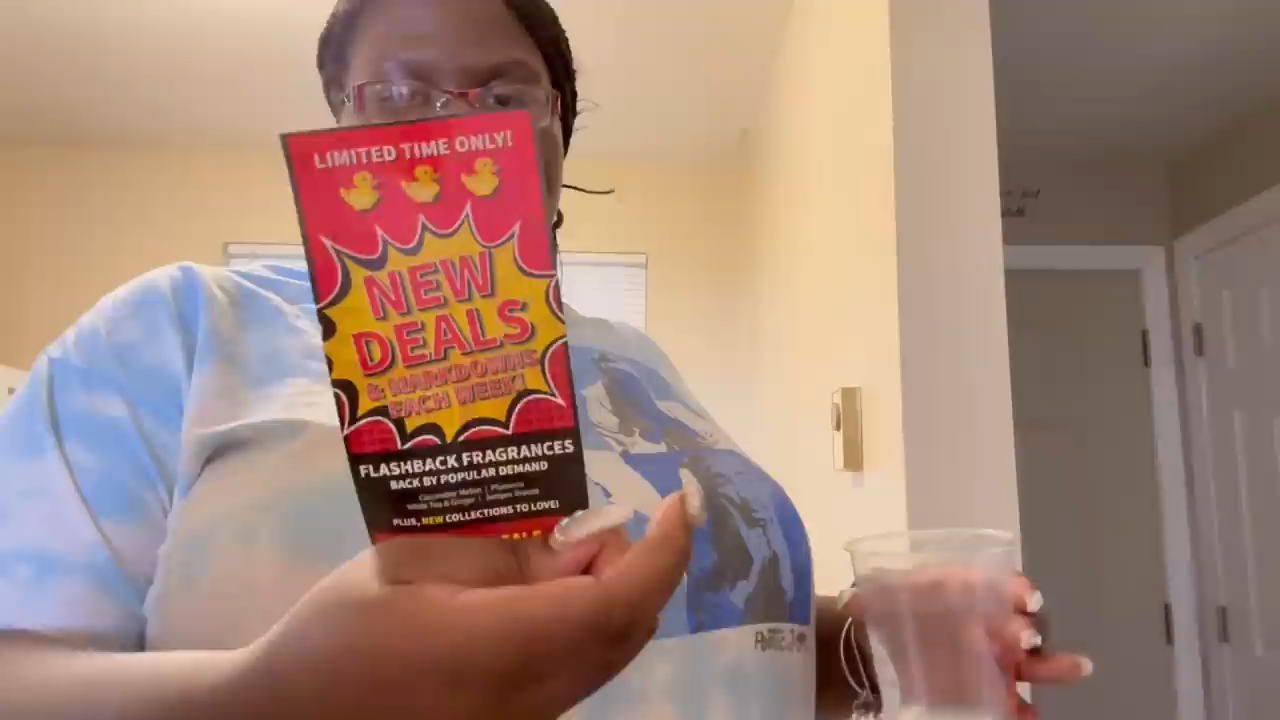 LIMITED TIME ONLY!
NEW
DEALS
& MARKDOWNS
EACH WEEK!
FLASHBACK FRAGRANCES
BACK BY POPULAR DEMAND
Cucumber Melon | Plumeria
White Tea & Ginger | Juniper Breeze
PLUS, NEW COLLECTIONS TO LOVE!